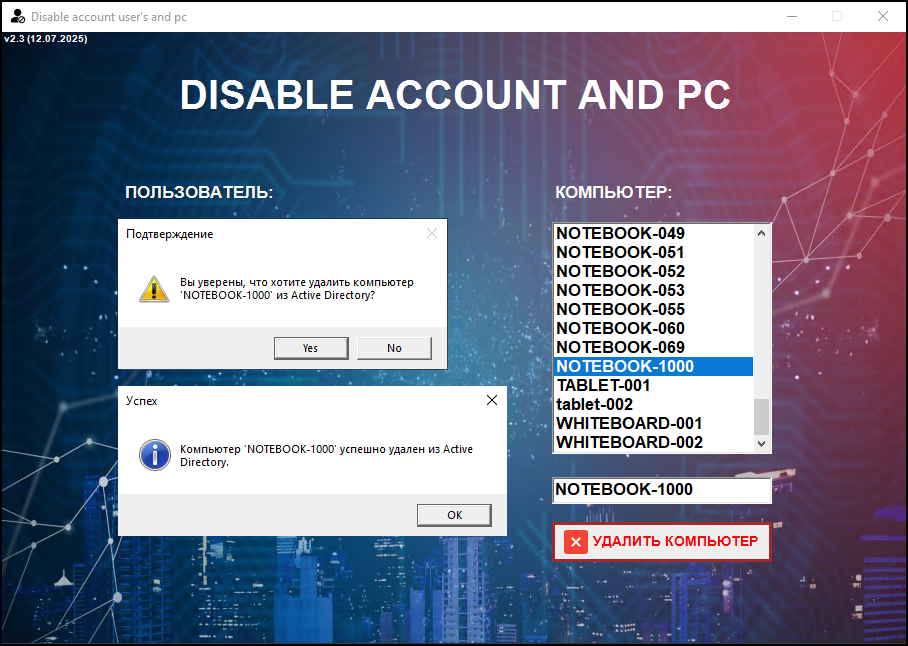 Disable account user's and pc
v2.3 (12.07.2025)
DISABLE ACCOUNT AND PC
ПОЛЬЗОВАТЕЛЬ:
Подтверждение
Вы уверены, что хотите удалить компьютер
'NOTEBOOK-1000' из Active Directory?
Yes
No
Успех
Компьютер 'NOTEBOOK-1000' успешно удален из Active
Directory.
OK
КОМПЬЮТЕР:
NOTEBOOK-049
NOTEBOOK-051
NOTEBOOK-052
NOTEBOOK-053
NOTEBOOK-055
NOTEBOOK-060
NOTEBOOK-069
NOTEBOOK-1000
TABLET-001
tablet-002
WHITEBOARD-001
WHITEBOARD-002
NOTEBOOK-1000
УДАЛИТЬ КОМПЬЮТЕР